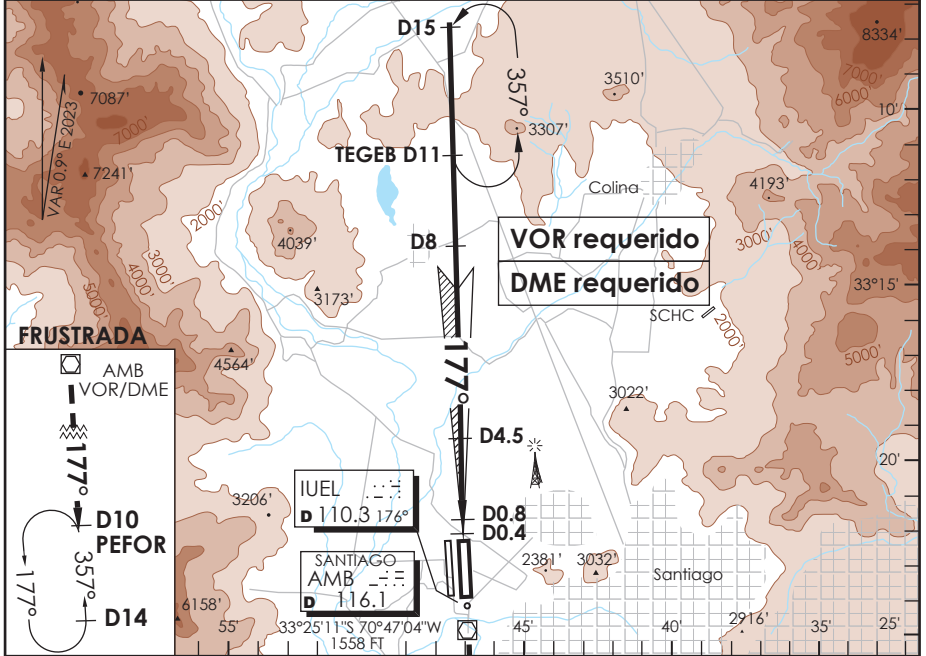 D15
8334'
7000'
6000'
3510'
7087'
357°
10'
3307'
7000'
TEGEB D11
VAR 0.9° E 2023
7241'
Colina
4193'
2000'
4039'
D8
VOR requerido
3000'
4000'
3000'
4000'
5000'
DME requerido
33°15'
3173'
SCHC
2000'
FRUSTRADA
177°
5000'
AMB
VOR/DME
4564'
3022'
D4.5
177°
20'
IUEL
D 110.3 176°
3206'
D10
PEFOR
D0.8
D0.4
SANTIAGO
AMB
D 116.1
2381'
3032'
Santiago
357°
177°
D14
6158'
2916'
33°25'11"S 70°47'04"W
1558 FT
55'
45'
40'
35'
25'